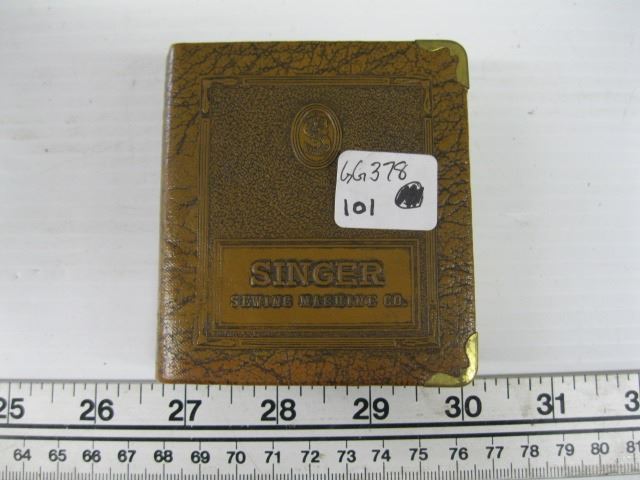 S
GG378
101
SINGER
SEWING MACHINE CO.
25 26 27 28 29 30 31 3
64 65 66 67 68 69 70 71 72 73 74 75 76 77 78 79 80 81